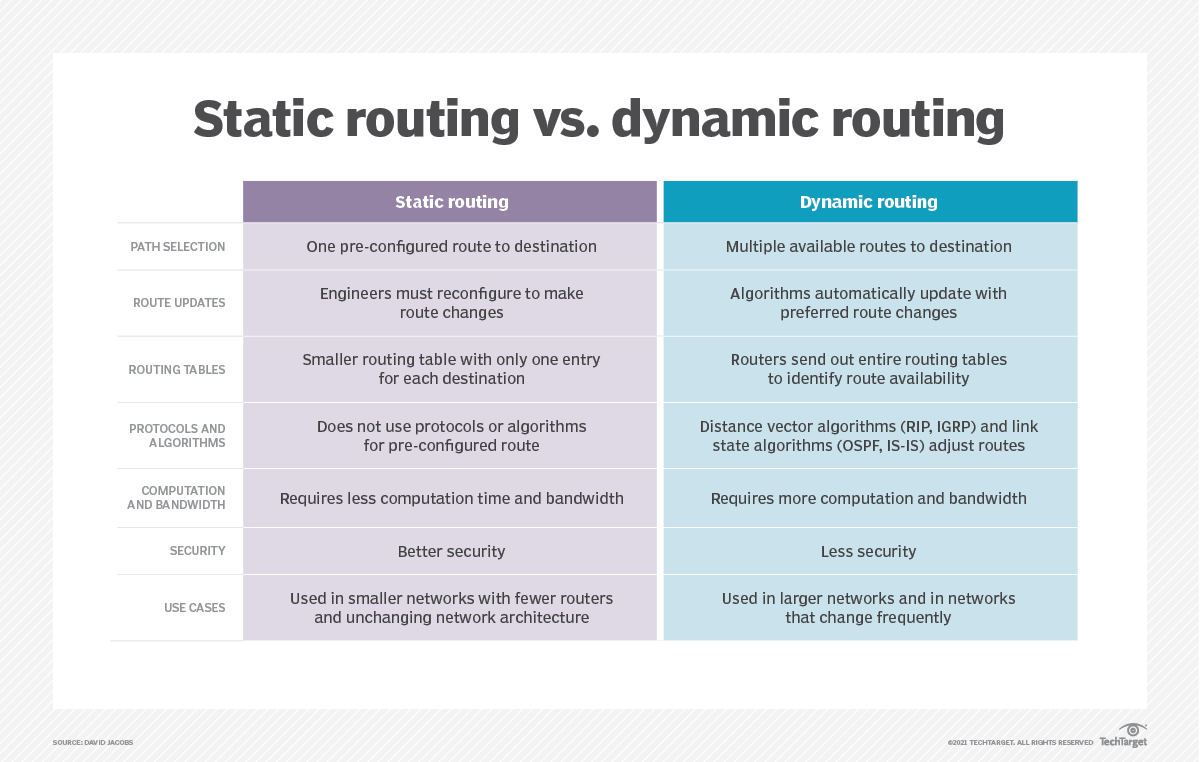 Static routing vs. dynamic routing
Static routing
Dynamic routing
PATH SELECTION
One pre-configured route to destination
Multiple available routes to destination
ROUTE UPDATES
Engineers must reconfigure to make
route changes
Algorithms automatically update with
preferred route changes
ROUTING TABLES
Smaller routing table with only one entry
for each destination
Routers send out entire routing tables
to identify route availability
PROTOCOLS AND
ALGORITHMS
Does not use protocols or algorithms
for pre-configured route
Distance vector algorithms (RIP, IGRP) and link
state algorithms (OSPF, IS-IS) adjust routes
COMPUTATION
AND BANDWIDTH
Requires less computation time and bandwidth
Requires more computation and bandwidth
SECURITY
Better security
Less security
USE CASES
Used in smaller networks with fewer routers
and unchanging network architecture
Used in larger networks and in networks
that change frequently
SOURCE: DAVID JACOBS
©2021 TECHTARGET. ALL RIGHTS RESERVED
TechTarget